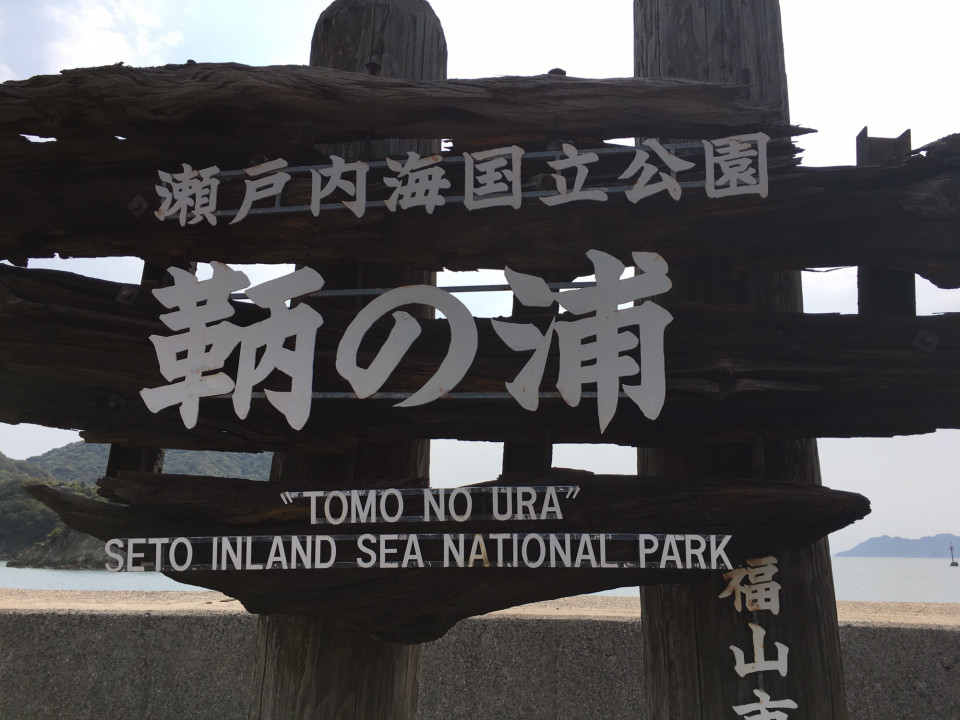 瀬戸内海国立公園
鞆の浦
"TOMO NO URA"
SETO INLAND SEA NATIONAL PARK
福山市